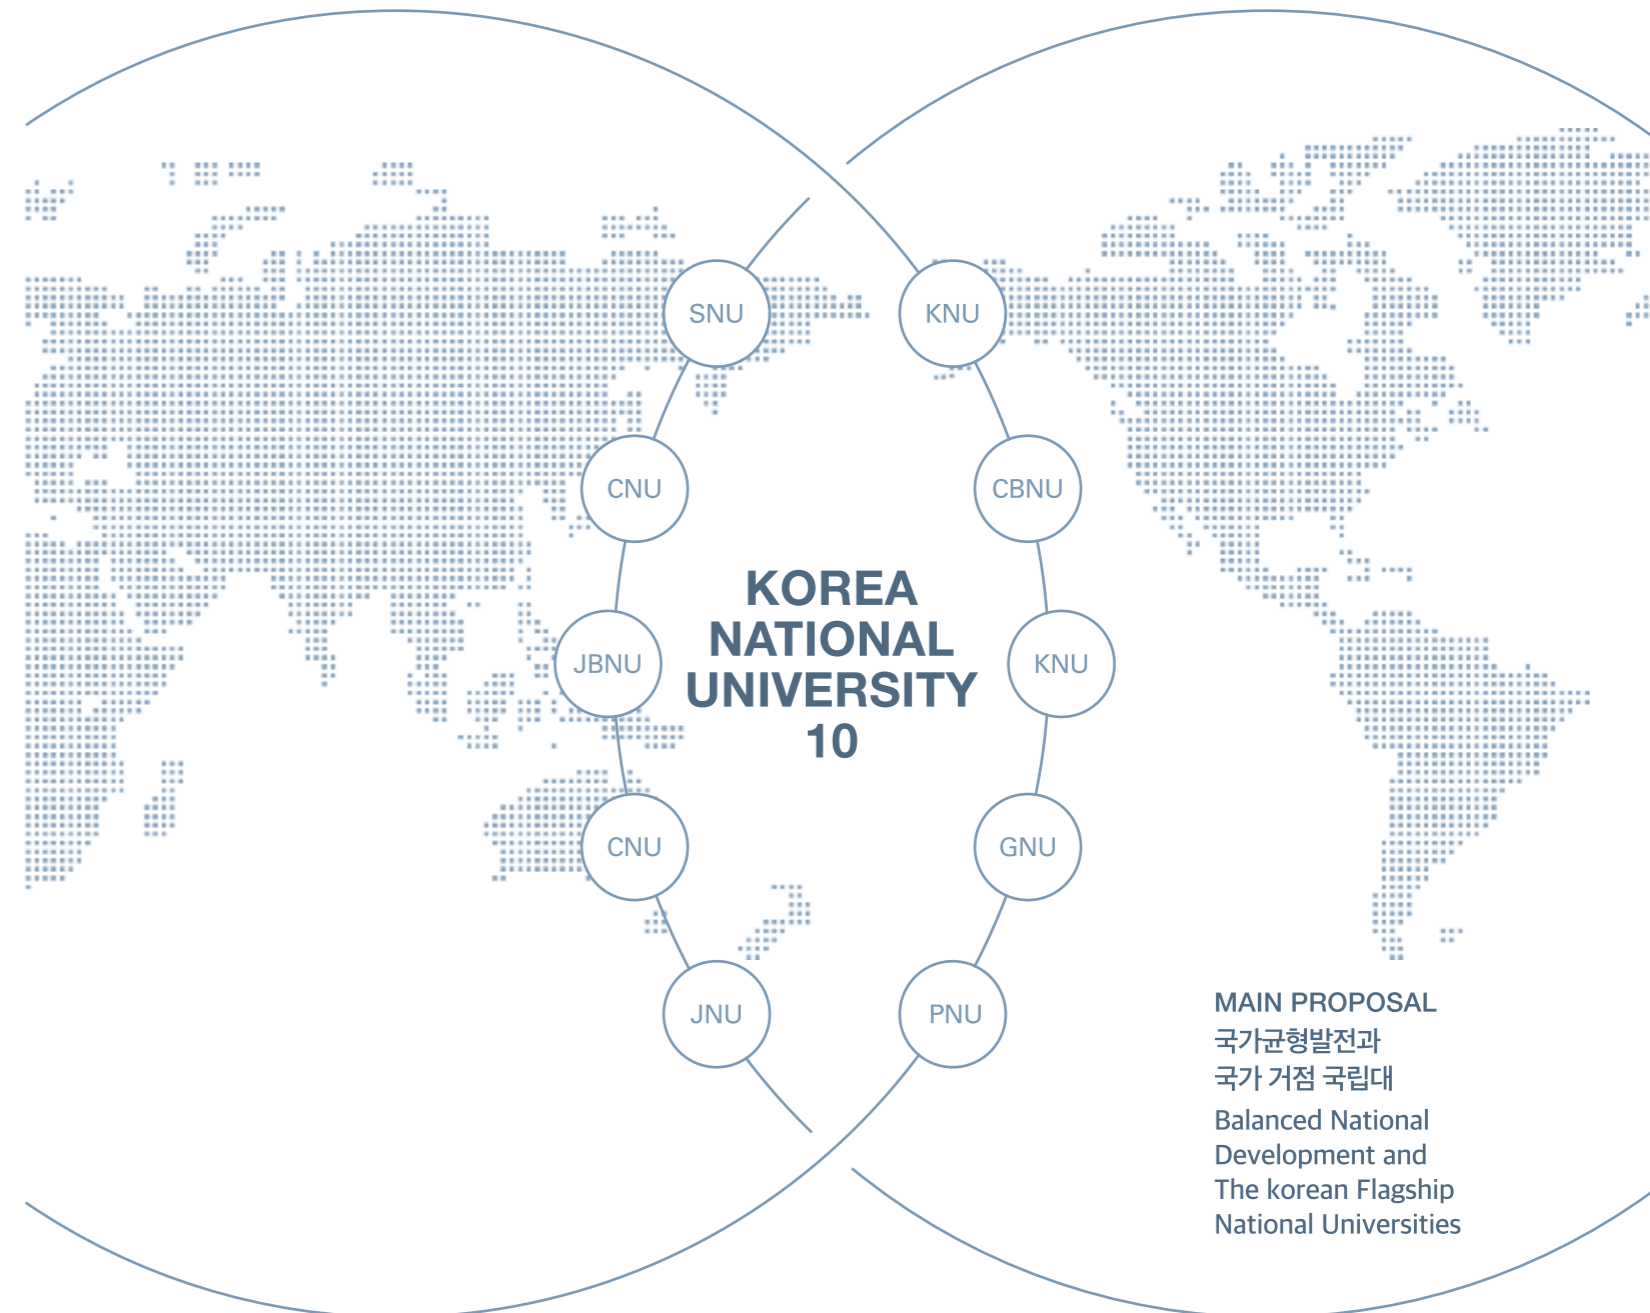 SNU
KNU
CNU
CBNU
KOREA
NATIONAL
UNIVERSITY
10
JBNU
KNU
CNU
GNU
JNU
PNU
MAIN PROPOSAL
국가균형발전과
국가 거점 국립대
Balanced National
Development and
The korean Flagship
National Universities